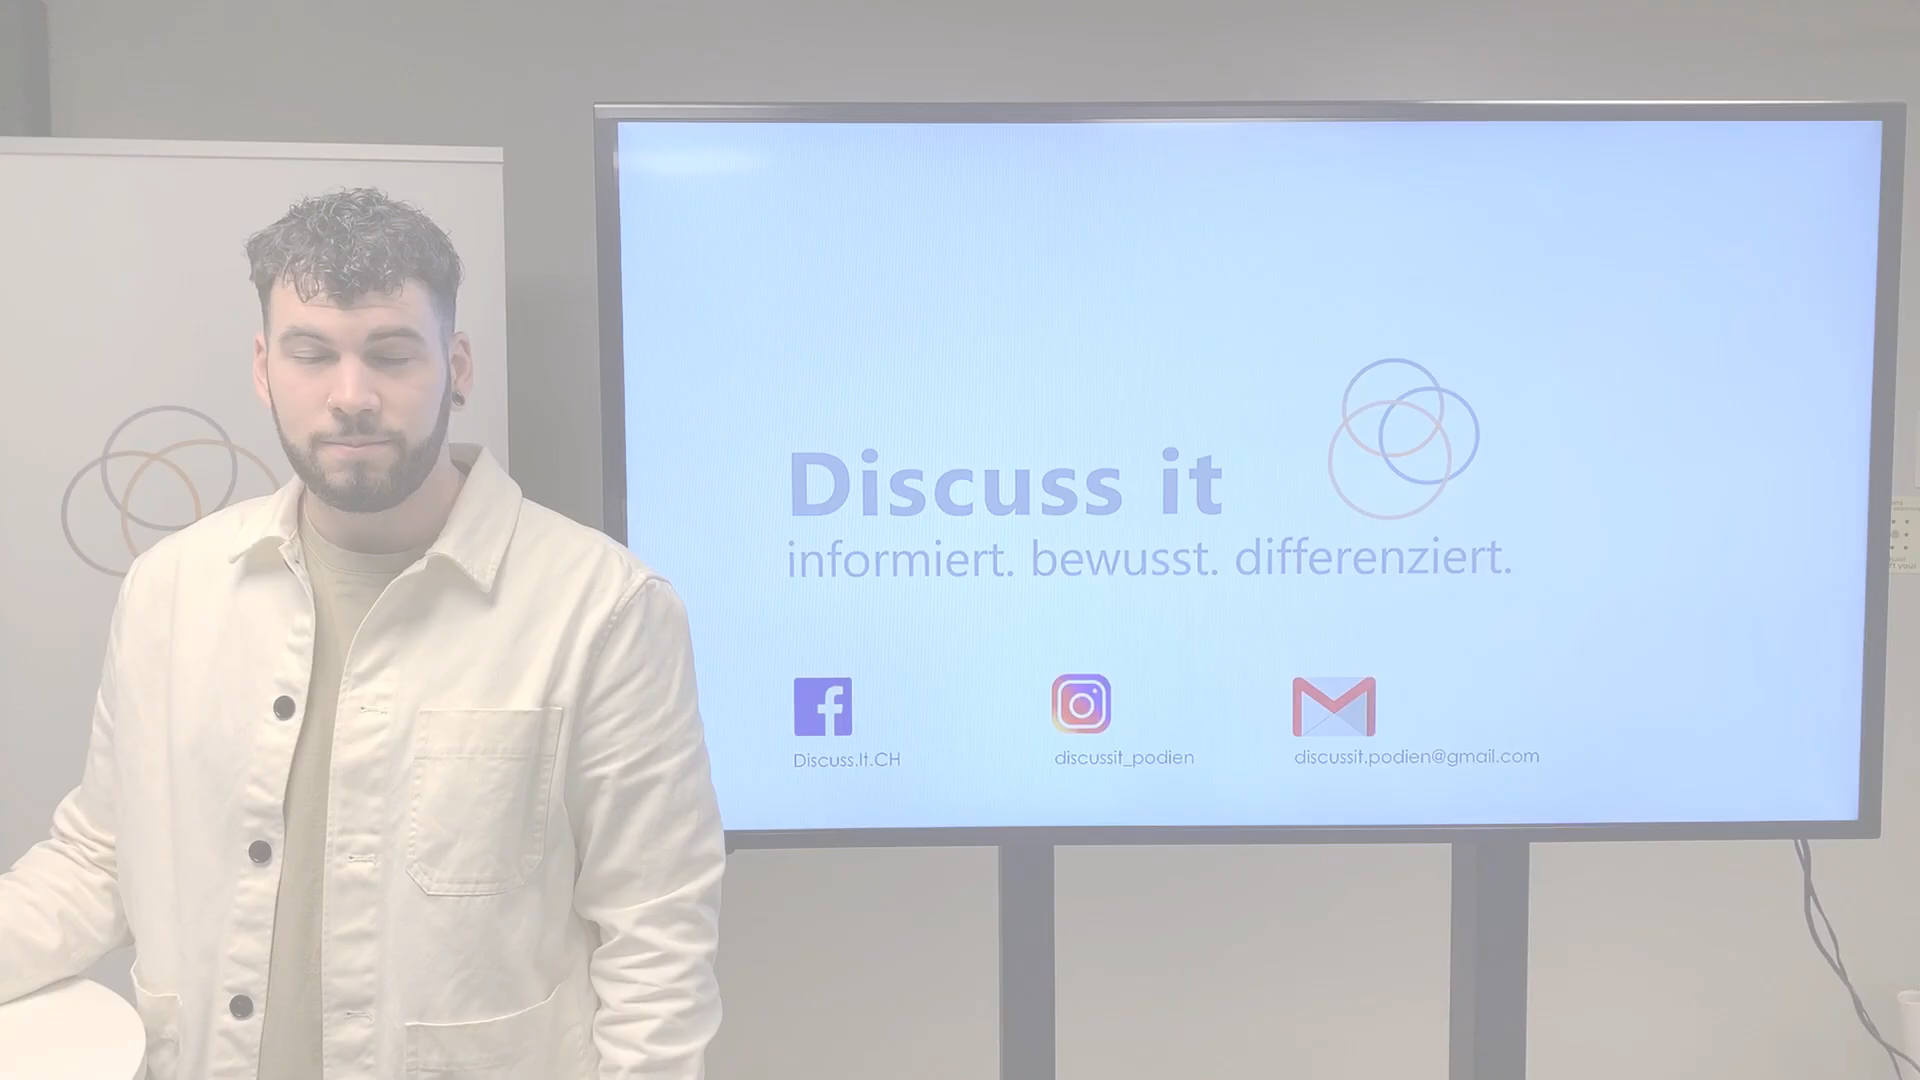 Discuss it
informiert. bewusst. differenziert.
Discuss.It.CH
discussit_podien
discussit.podien@gmail.com